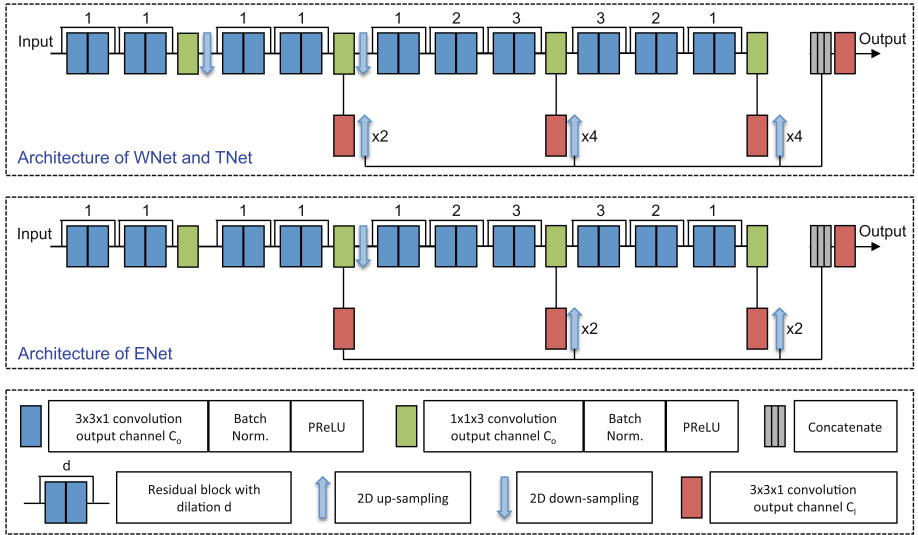 1 1 1 1 1 2 3 3 2 1
Input
Output
x2 x4 x4
Architecture of WNet and TNet
1 1 1 1 1 2 3 3 2 1
Input
Output
x2 x2
Architecture of ENet
3x3x1 convolution
output channel Co
Batch
Norm.
PReLU
1x1x3 convolution
output channel Co
Batch
Norm.
PReLU
Concatenate
d
Residual block with
dilation d
2D up-sampling
2D down-sampling
3x3x1 convolution
output channel Cl